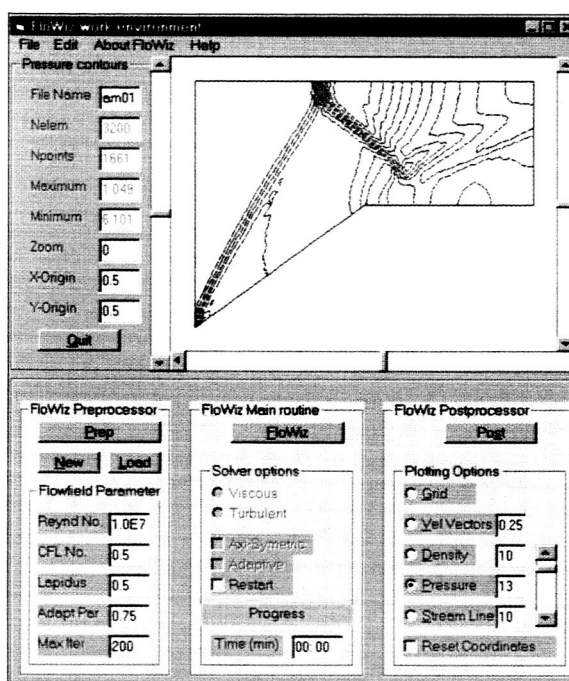 FloWiz work environment
File Edit About FloWiz Help
Pressure contours
File Name am01
Nelem 3200
Npoints 1661
Maximum 1.049
Minimum 6.101
Zoom 0
X-Origin 0.5
Y-Origin 0.5
Quit
FloWiz Preprocessor
Prep
New Load
Flowfield Parameter
Reynd No. 1.0E7
CFL No. 0.5
Lapidus 0.5
Adapt Par 0.75
Max Iter 200
FloWiz Main routine
FloWiz
Solver options
Viscous
Turbulent
Axi-Symetric
Adaptive
Restart
Progress
Time (min) 00:00
FloWiz Postprocessor
Post
Plotting Options
Grid
Vel Vectors 0.25
Density 10
Pressure 13
Stream Line 10
Reset Coordinates